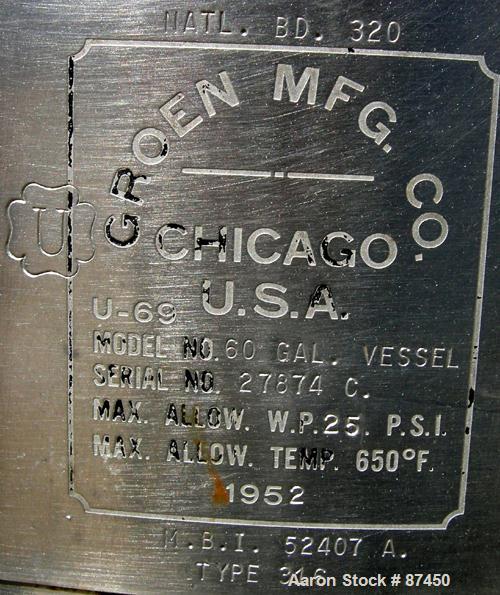 NATL. BD. 320
GROEN MFG. CO.
U
CHICAGO
U.S.A.
U-69
MODEL NO. 60 GAL. VESSEL
SERIAL NO. 27874 C.
MAX. ALLOW. W.P. 25. P.S.I.
MAX. ALLOW. TEMP. 650°F.
1952
M.B.I. 52407 A.
TYPE 316
Aaron Stock # 87450